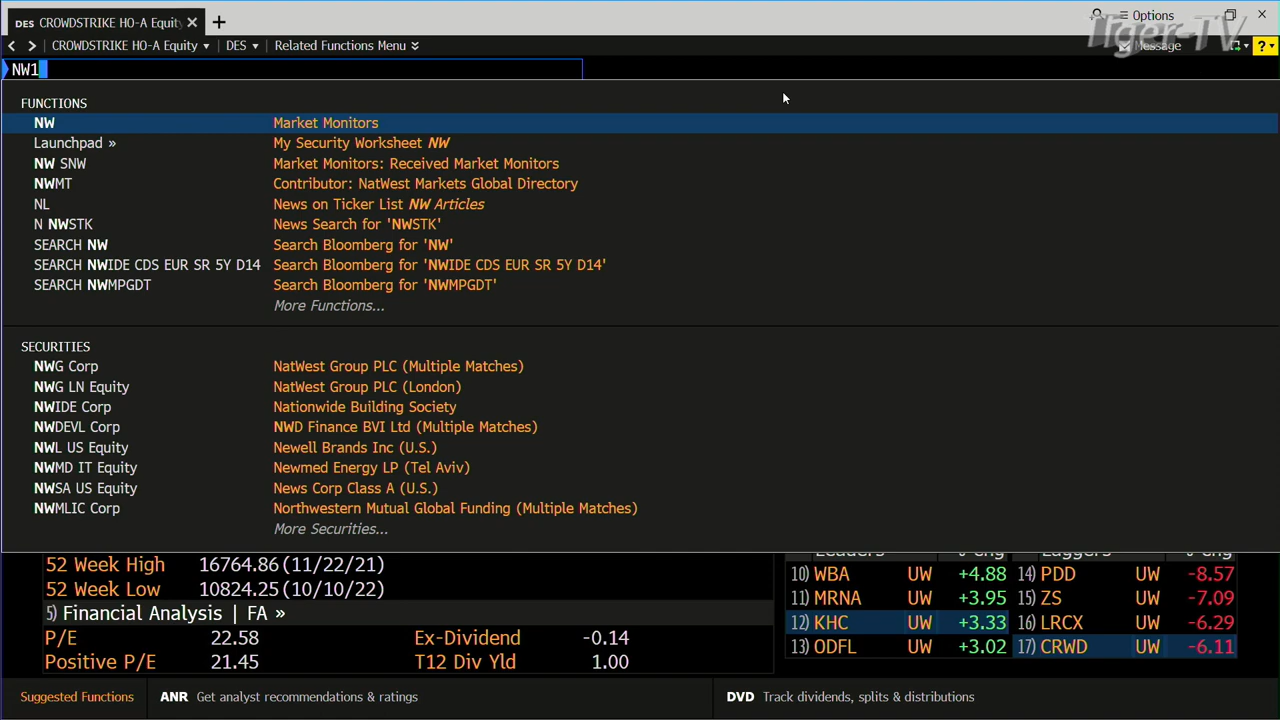 DES CROWDSTRIKE HO-A Equity
Options
CROWDSTRIKE HO-A Equity DES Related Functions Menu
Tiger-TV
Message ?
NW1
FUNCTIONS
NW Market Monitors
Launchpad » My Security Worksheet NW
NW SNW Market Monitors: Received Market Monitors
NWMT Contributor: NatWest Markets Global Directory
NL News on Ticker List NW Articles
N NWSTK News Search for 'NWSTK'
SEARCH NW Search Bloomberg for 'NW'
SEARCH NWIDE CDS EUR SR 5Y D14 Search Bloomberg for 'NWIDE CDS EUR SR 5Y D14'
SEARCH NWMPGDT Search Bloomberg for 'NWMPGDT'
More Functions...
SECURITIES
NWG Corp NatWest Group PLC (Multiple Matches)
NWG LN Equity NatWest Group PLC (London)
NWIDE Corp Nationwide Building Society
NWDEVL Corp NWD Finance BVI Ltd (Multiple Matches)
NWL US Equity Newell Brands Inc (U.S.)
NWMD IT Equity Newmed Energy LP (Tel Aviv)
NWSA US Equity News Corp Class A (U.S.)
NWMLIC Corp Northwestern Mutual Global Funding (Multiple Matches)
More Securities...
Leaders % Chg Laggers % Chg
52 Week High 16764.86 (11/22/21) 10) WBA UW +4.88 14) PDD UW -8.57
52 Week Low 10824.25 (10/10/22) 11) MRNA UW +3.95 15) ZS UW -7.09
5) Financial Analysis | FA » 12) KHC UW +3.33 16) LRCX UW -6.29
P/E 22.58 Ex-Dividend -0.14 13) ODFL UW +3.02 17) CRWD UW -6.11
Positive P/E 21.45 T12 Div Yld 1.00
Suggested Functions ANR Get analyst recommendations & ratings DVD Track dividends, splits & distributions